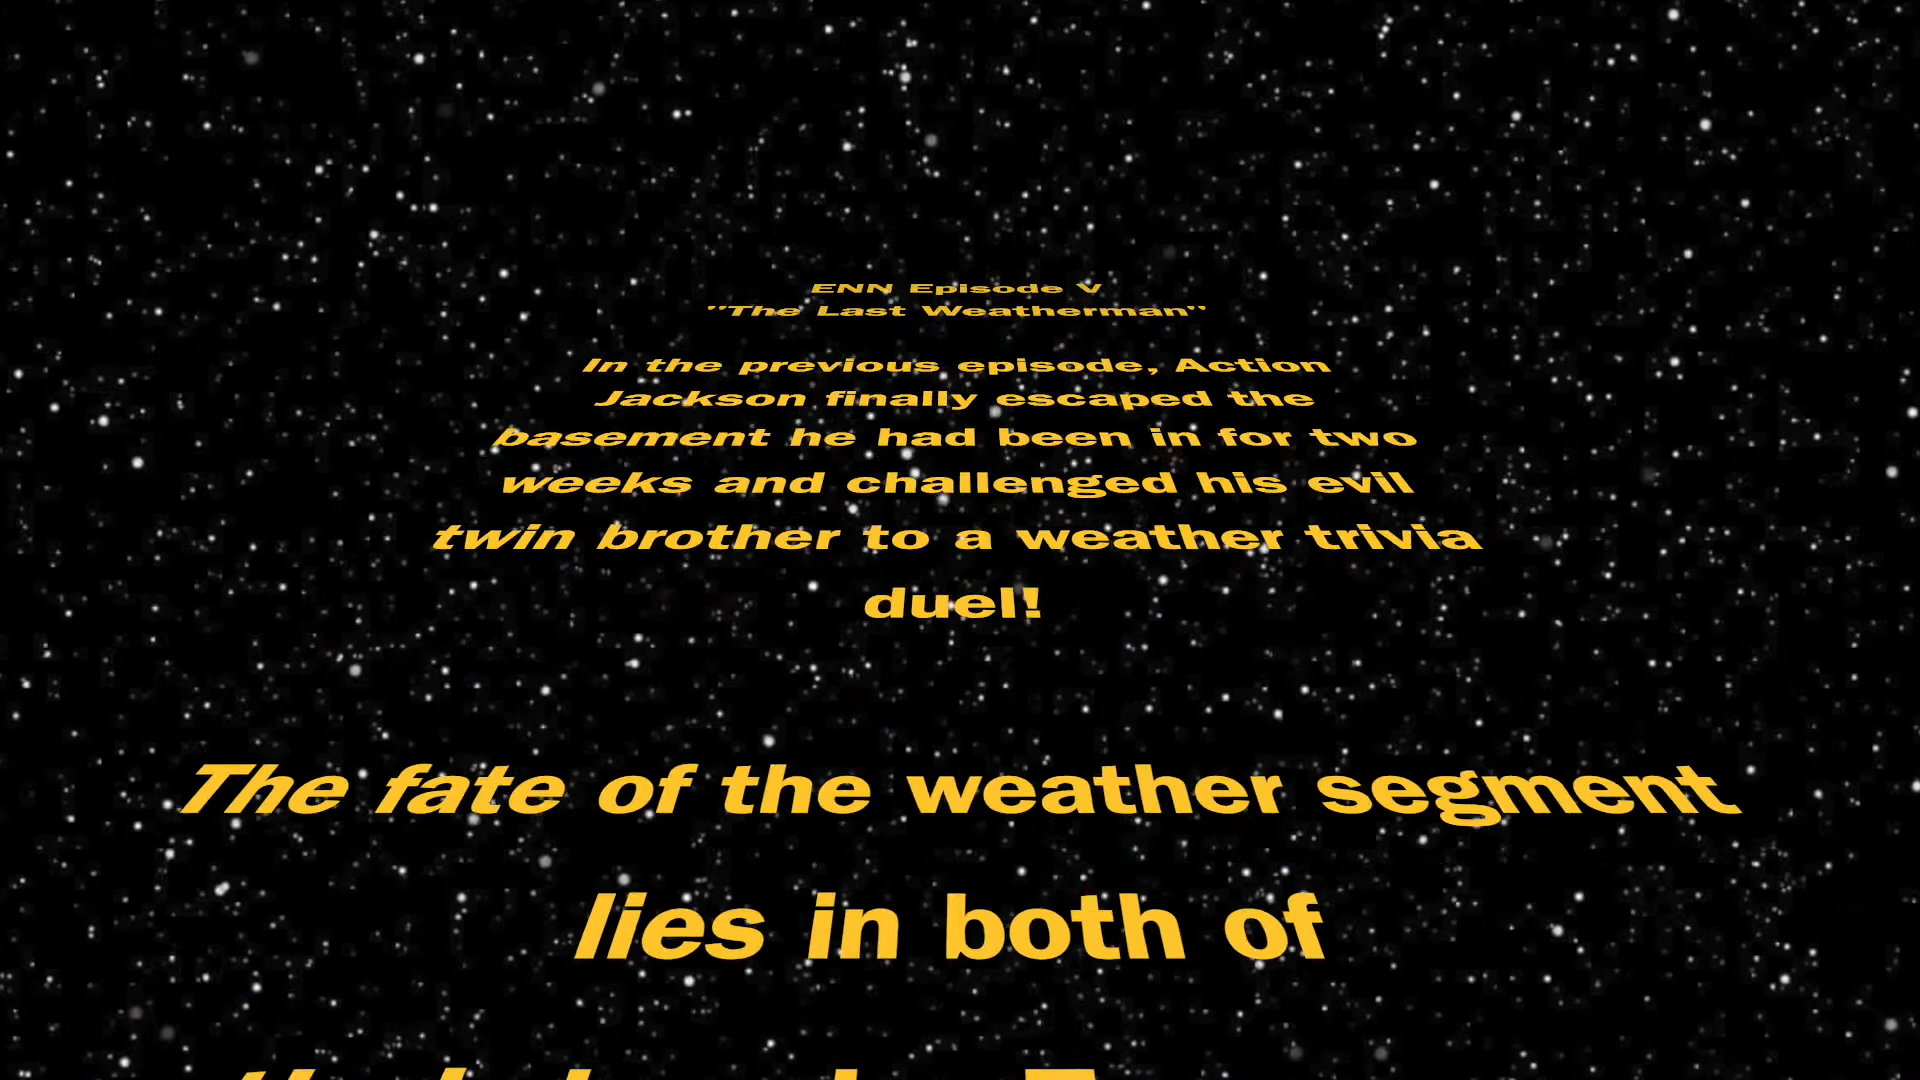 ENN Episode V
"The Last Weatherman"
In the previous episode, Action
Jackson finally escaped the
basement he had been in for two
weeks and challenged his evil
twin brother to a weather trivia
duel!
The fate of the weather segment
lies in both of